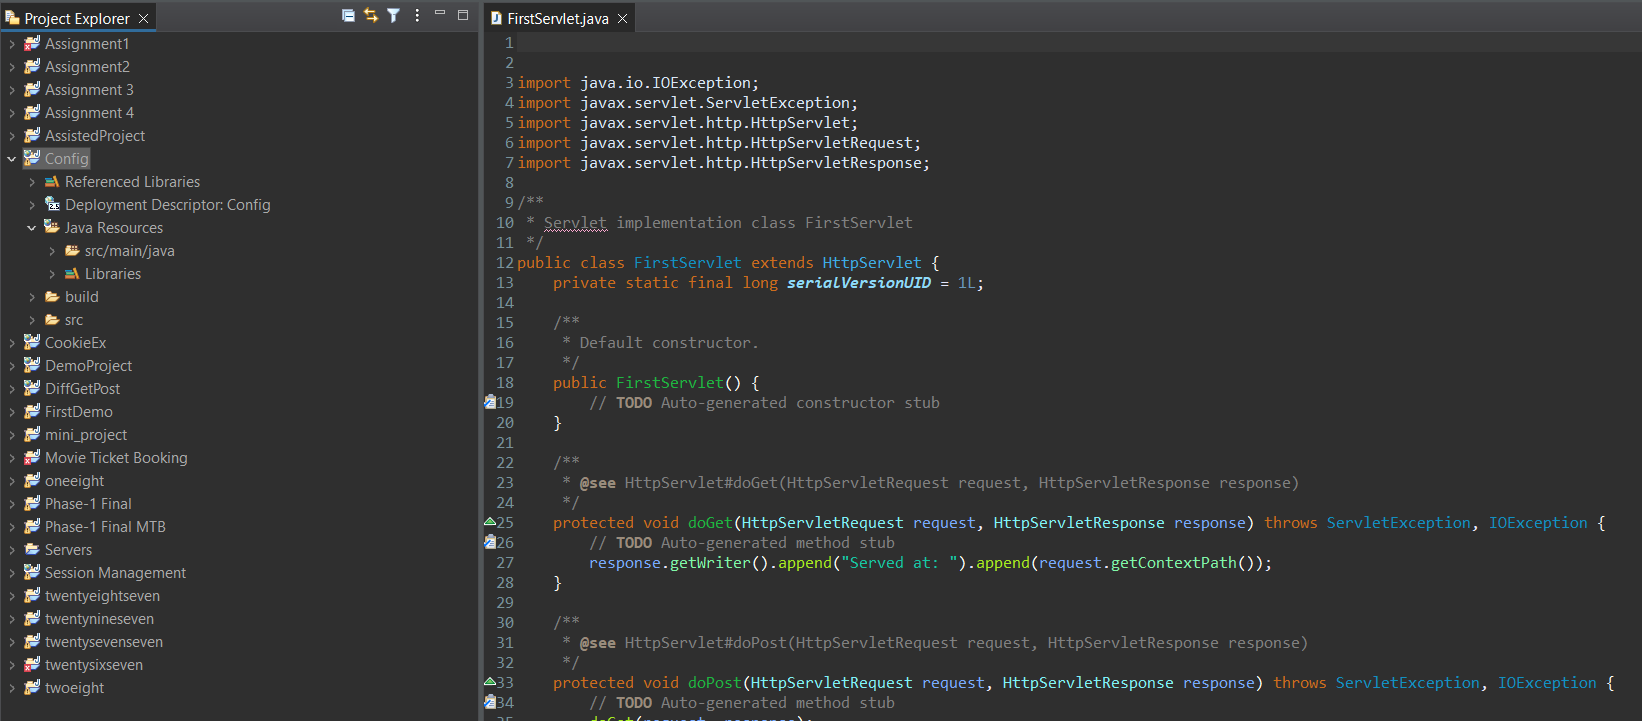 Project Explorer
Assignment1
Assignment2
Assignment 3
Assignment 4
AssistedProject
Config
Referenced Libraries
Deployment Descriptor: Config
Java Resources
src/main/java
Libraries
build
src
CookieEx
DemoProject
DiffGetPost
FirstDemo
mini_project
Movie Ticket Booking
oneeight
Phase-1 Final
Phase-1 Final MTB
Servers
Session Management
twentyeightseven
twentynineseven
twentysevenseven
twentysixseven
twoeight
FirstServlet.java
1
2
3 import java.io.IOException;
4 import javax.servlet.ServletException;
5 import javax.servlet.http.HttpServlet;
6 import javax.servlet.http.HttpServletRequest;
7 import javax.servlet.http.HttpServletResponse;
8
9 /**
10 * Servlet implementation class FirstServlet
11 */
12 public class FirstServlet extends HttpServlet {
13 private static final long serialVersionUID = 1L;
14
15 /**
16 * Default constructor.
17 */
18 public FirstServlet() {
19 // TODO Auto-generated constructor stub
20 }
21
22 /**
23 * @see HttpServlet#doGet(HttpServletRequest request, HttpServletResponse response)
24 */
25 protected void doGet(HttpServletRequest request, HttpServletResponse response) throws ServletException, IOException {
26 // TODO Auto-generated method stub
27 response.getWriter().append("Served at: ").append(request.getContextPath());
28 }
29
30 /**
31 * @see HttpServlet#doPost(HttpServletRequest request, HttpServletResponse response)
32 */
33 protected void doPost(HttpServletRequest request, HttpServletResponse response) throws ServletException, IOException {
34 // TODO Auto-generated method stub
35 doGet(request, response);